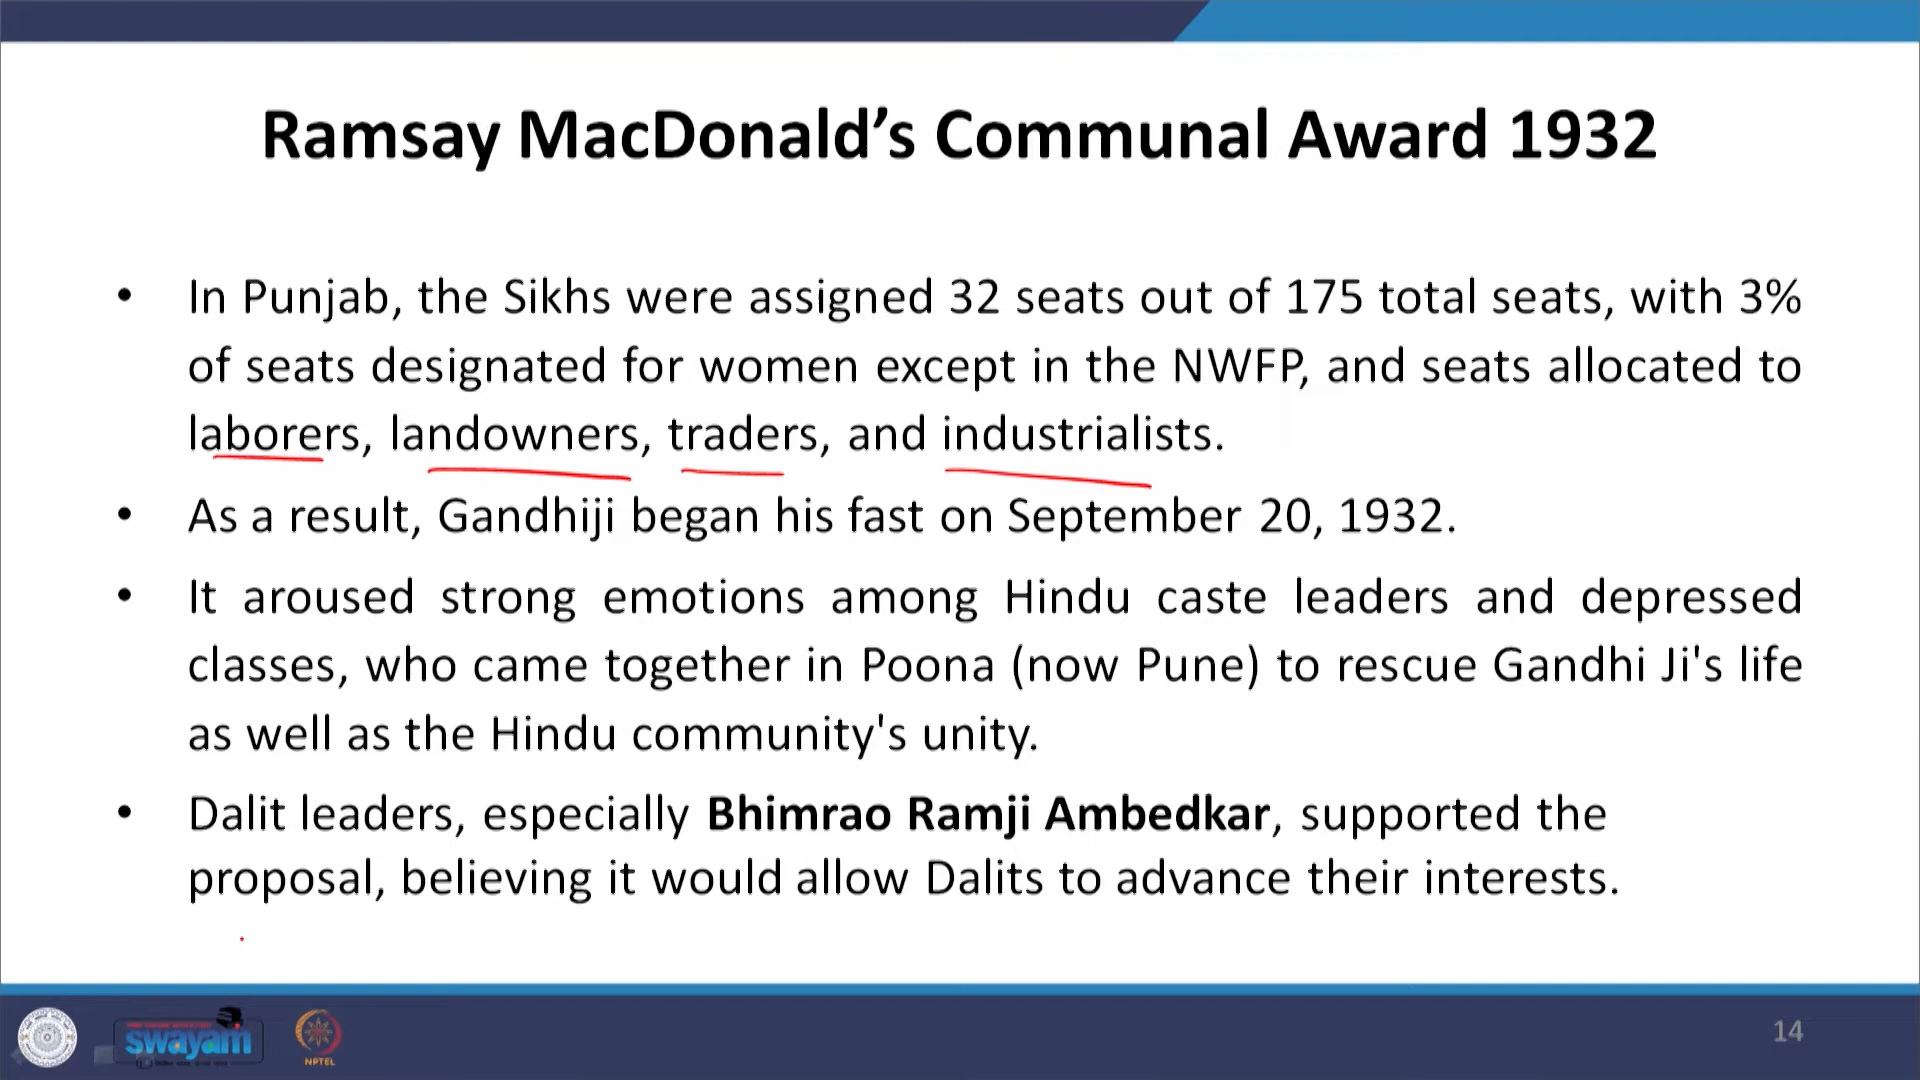 Ramsay MacDonald’s Communal Award 1932
• In Punjab, the Sikhs were assigned 32 seats out of 175 total seats, with 3%
of seats designated for women except in the NWFP, and seats allocated to
laborers, landowners, traders, and industrialists.
• As a result, Gandhiji began his fast on September 20, 1932.
• It aroused strong emotions among Hindu caste leaders and depressed
classes, who came together in Poona (now Pune) to rescue Gandhi Ji's life
as well as the Hindu community's unity.
• Dalit leaders, especially Bhimrao Ramji Ambedkar, supported the
proposal, believing it would allow Dalits to advance their interests.
swayam
NPTEL
14